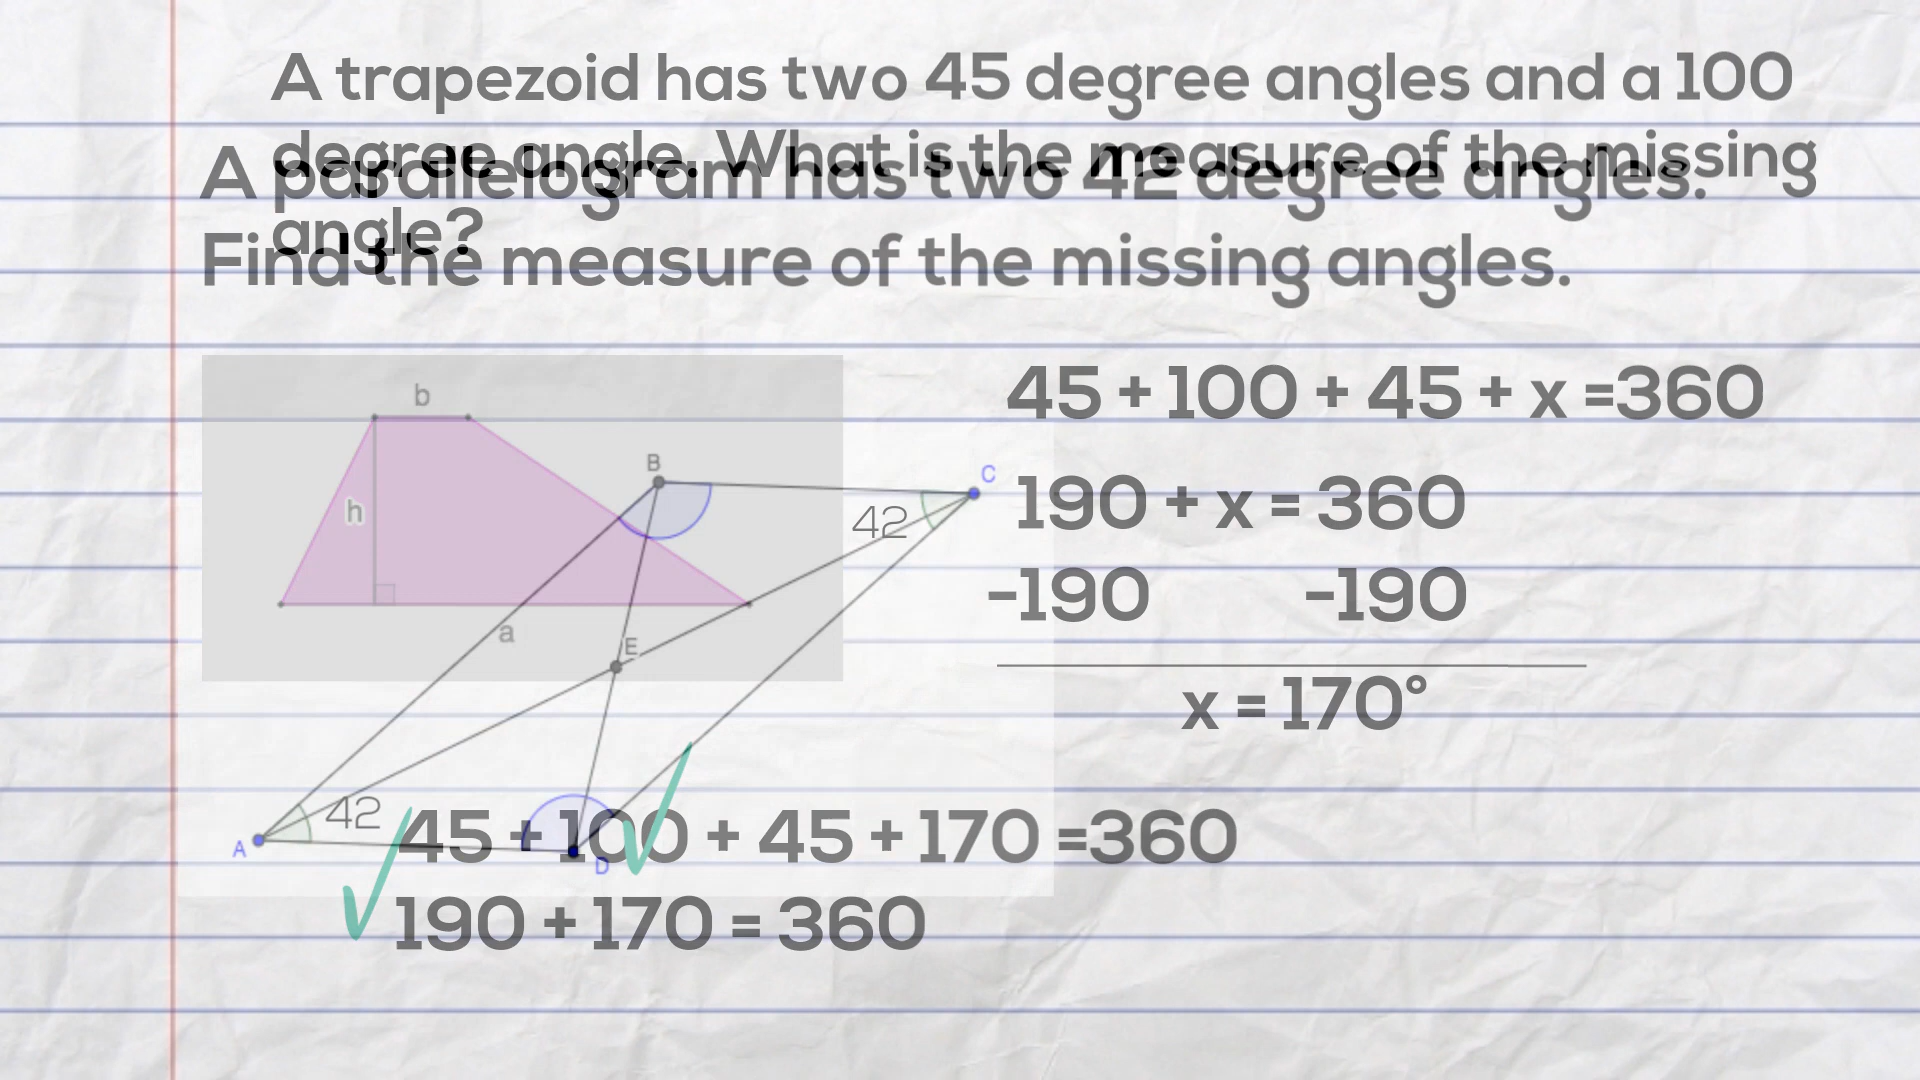 A trapezoid has two 45 degree angles and a 100
degree angle. What is the measure of the missing
angle?
A parallelogram has two 42 degree angles.
Find the measure of the missing angles.
b
h
a
B
C
42
E
A
42
D
45 + 100 + 45 + x =360
190 + x = 360
-190 -190
x = 170°
45 + 100 + 45 + 170 =360
190 + 170 = 360